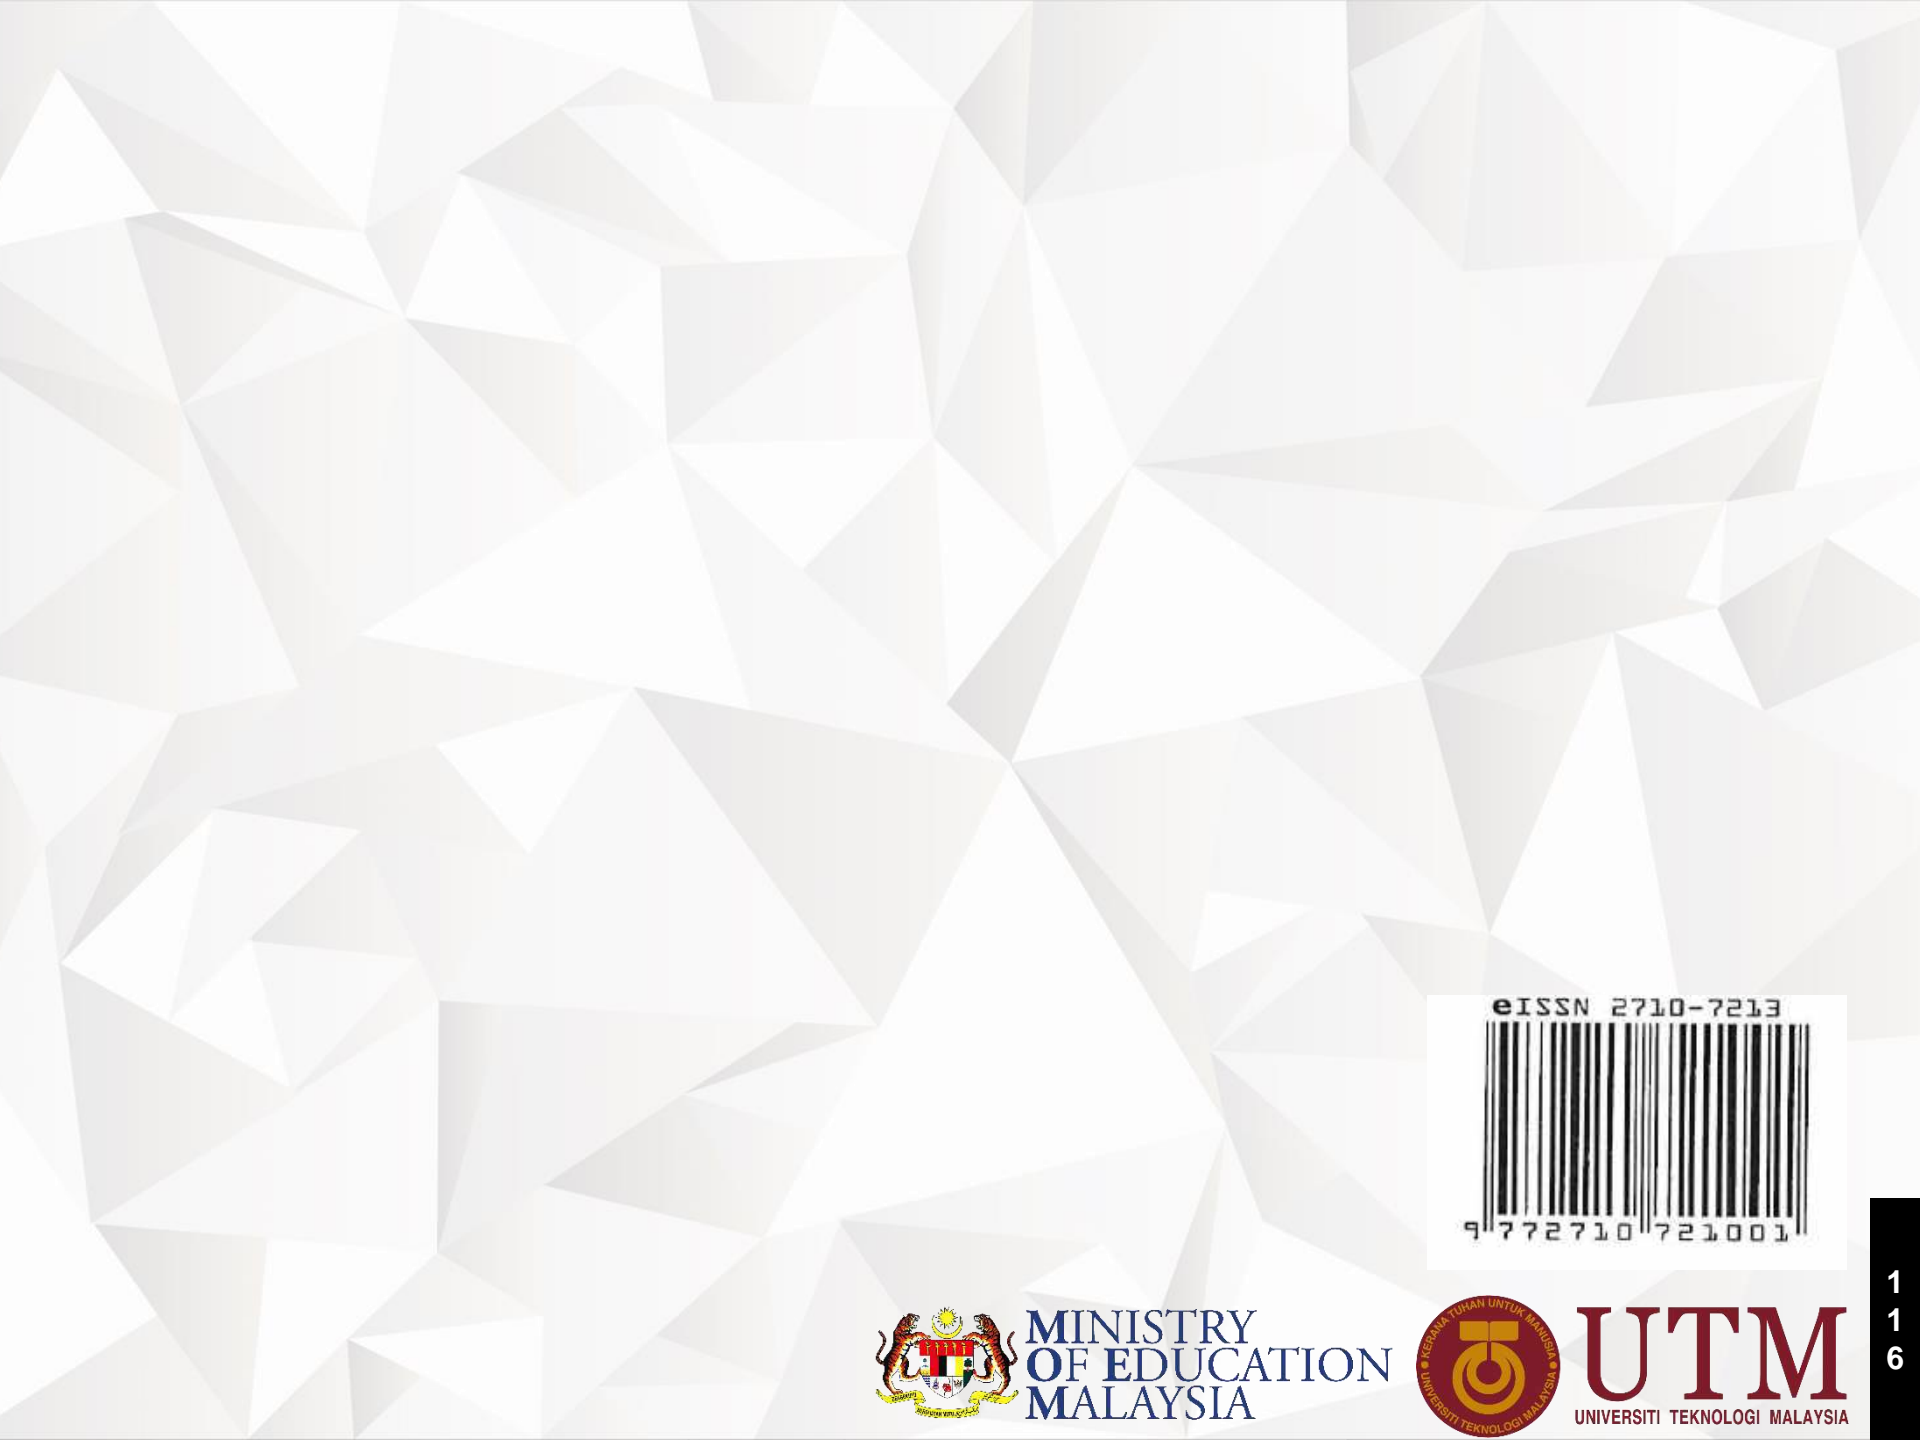 eISSN 2710-7213
9 772710 721001
MINISTRY
OF EDUCATION
MALAYSIA
KERANA TUHAN UNTUK MANUSIA
UNIVERSITI TEKNOLOGI MALAYSIA
UTM
UNIVERSITI TEKNOLOGI MALAYSIA
1
1
6